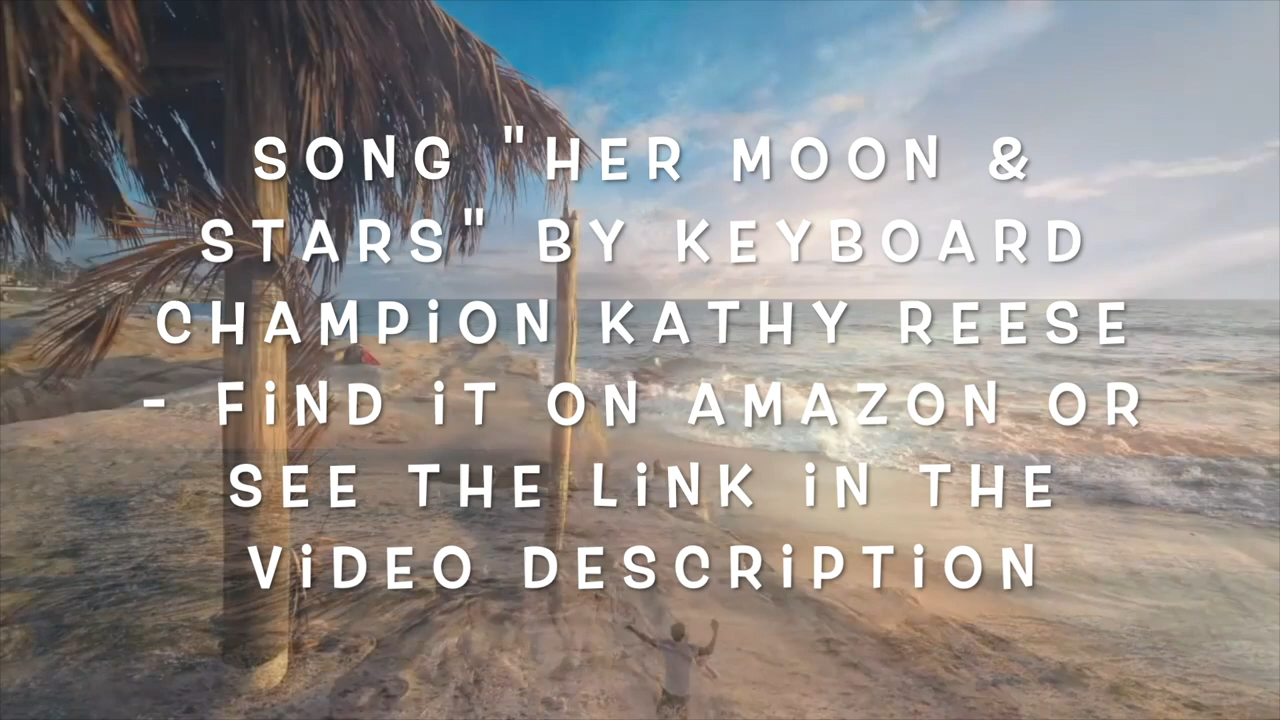 SONG "HER MOON &
STARS" BY KEYBOARD
CHAMPiON KATHY REESE
- FiND iT ON AMAZON OR
SEE THE LiNK iN THE
ViDEO DESCRiPTiON